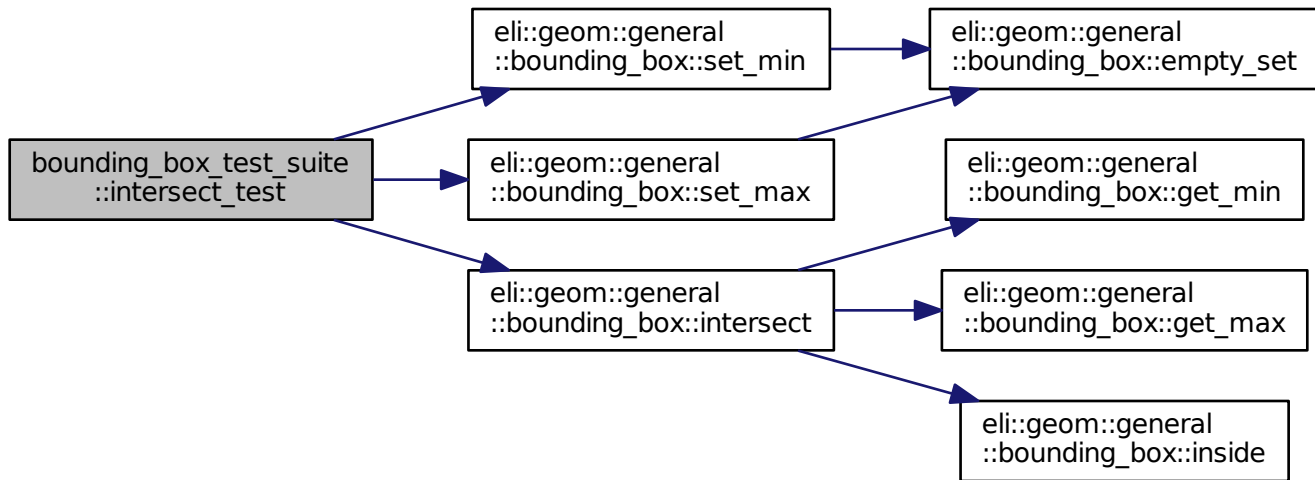 bounding_box_test_suite
::intersect_test
eli::geom::general
::bounding_box::set_min
eli::geom::general
::bounding_box::set_max
eli::geom::general
::bounding_box::intersect
eli::geom::general
::bounding_box::empty_set
eli::geom::general
::bounding_box::get_min
eli::geom::general
::bounding_box::get_max
eli::geom::general
::bounding_box::inside